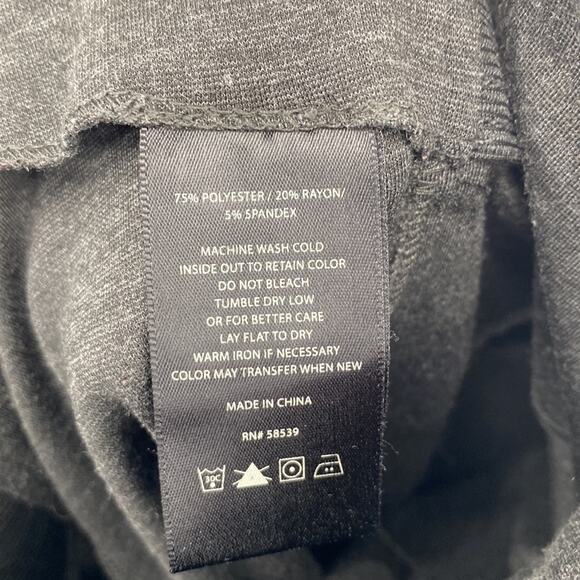 75% POLYESTER / 20% RAYON/
5% SPANDEX
MACHINE WASH COLD
INSIDE OUT TO RETAIN COLOR
DO NOT BLEACH
TUMBLE DRY LOW
OR FOR BETTER CARE
LAY FLAT TO DRY
WARM IRON IF NECESSARY
COLOR MAY TRANSFER WHEN NEW
MADE IN CHINA
RN# 58539
30C